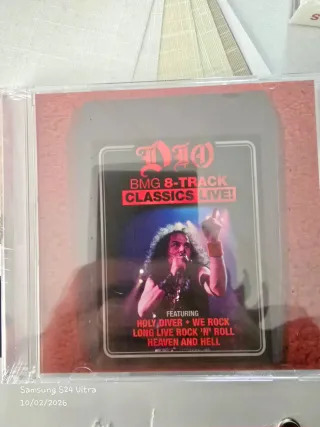 DIO
BMG 8-TRACK
CLASSICS LIVE!
FEATURING
HOLY DIVER • WE ROCK
LONG LIVE ROCK 'N' ROLL
HEAVEN AND HELL
Samsung S24 Ultra
10/02/2026